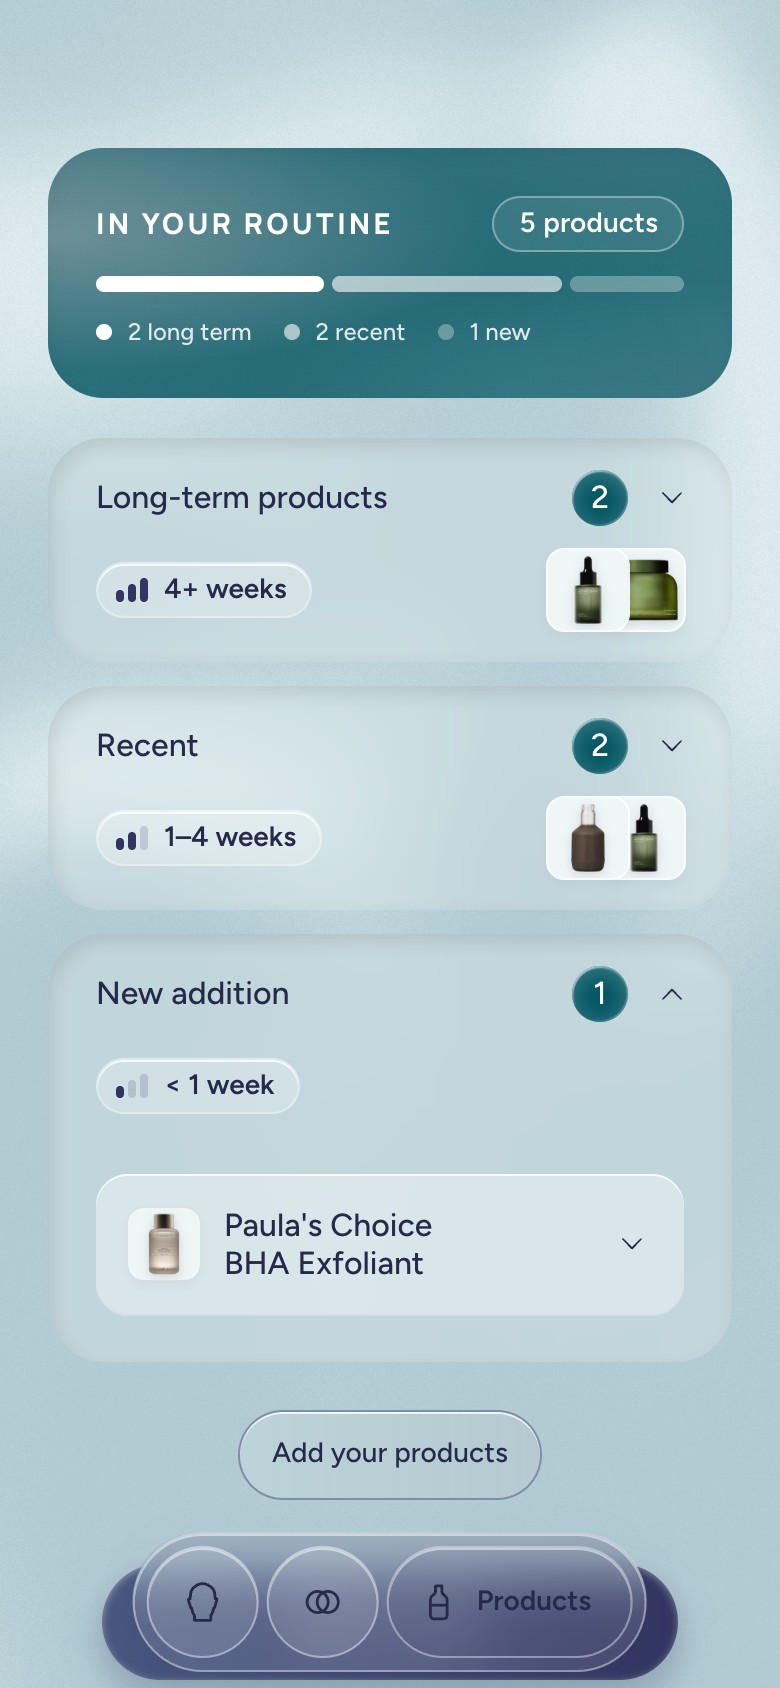 IN YOUR ROUTINE
5 products
2 long term
2 recent
1 new
Long-term products
2
4+ weeks
Recent
2
1–4 weeks
New addition
1
< 1 week
Paula's Choice
BHA Exfoliant
Add your products
Products